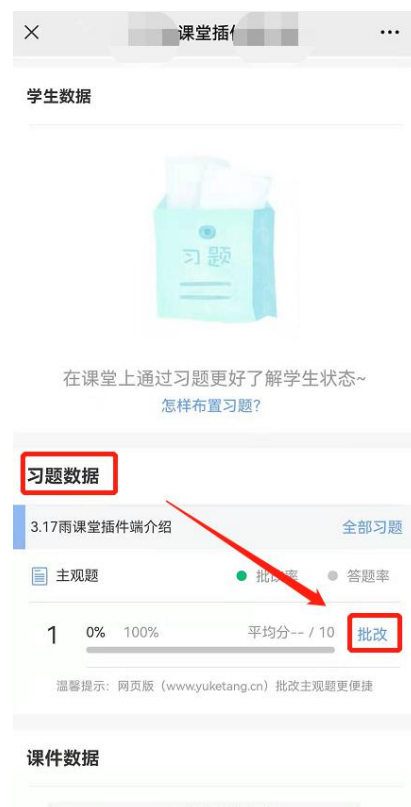 课堂插
学生数据
习题
在课堂上通过习题更好了解学生状态~
怎样布置习题？
习题数据
3.17雨课堂插件端介绍 全部习题
主观题 批改率 答题率
1 0% 100% 平均分-- / 10 批改
温馨提示：网页版（www.yuketang.cn）批改主观题更便捷
课件数据